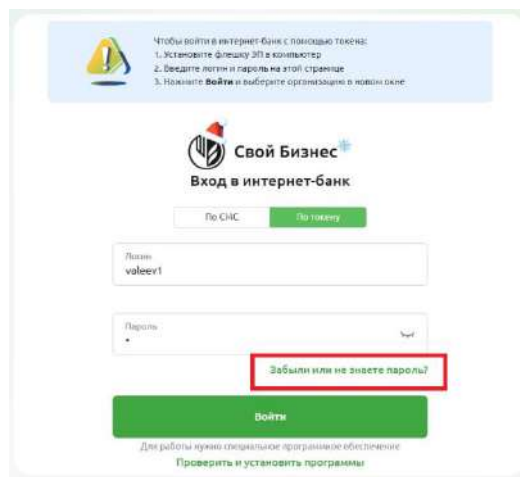 Чтобы войти в интернет-банк с помощью токена:
1. Установите флешку ЭП в компьютер
2. Введите логин и пароль на этой странице
3. Нажмите Войти и выберите организацию в новом окне
Свой Бизнес
Вход в интернет-банк
По СМС
По токену
Логин
valeev1
Пароль
•
Забыли или не знаете пароль?
Войти
Для работы нужно специальное программное обеспечение
Проверить и установить программы